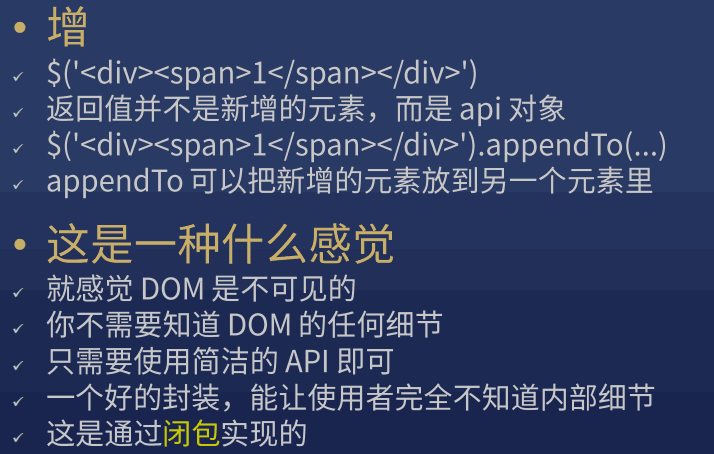 • 增
✓ $('<div><span>1</span></div>')
✓ 返回值并不是新增的元素，而是 api 对象
✓ $('<div><span>1</span></div>').appendTo(...)
✓ appendTo 可以把新增的元素放到另一个元素里
• 这是一种什么感觉
✓ 就感觉 DOM 是不可见的
✓ 你不需要知道 DOM 的任何细节
✓ 只需要使用简洁的 API 即可
✓ 一个好的封装，能让使用者完全不知道内部细节
✓ 这是通过闭包实现的